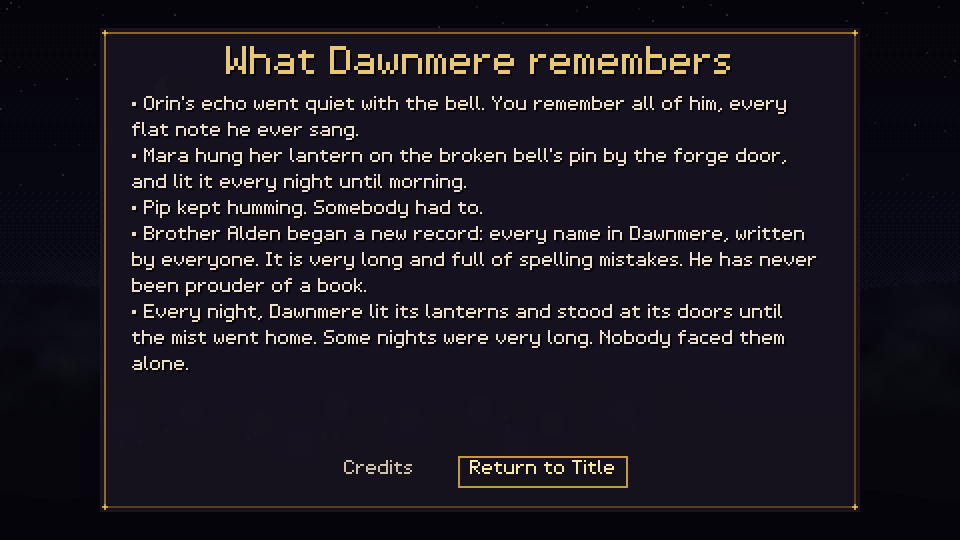 What Dawnmere remembers
• Orin's echo went quiet with the bell. You remember all of him, every
flat note he ever sang.
• Mara hung her lantern on the broken bell's pin by the forge door,
and lit it every night until morning.
• Pip kept humming. Somebody had to.
• Brother Alden began a new record: every name in Dawnmere, written
by everyone. It is very long and full of spelling mistakes. He has never
been prouder of a book.
• Every night, Dawnmere lit its lanterns and stood at its doors until
the mist went home. Some nights were very long. Nobody faced them
alone.
Credits
Return to Title